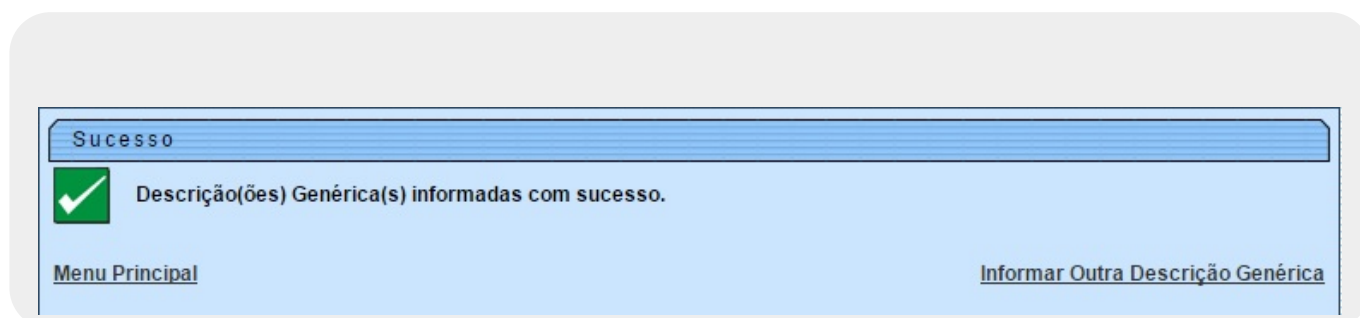 Sucesso
Descrição(ões) Genérica(s) informadas com sucesso.
Menu Principal
Informar Outra Descrição Genérica